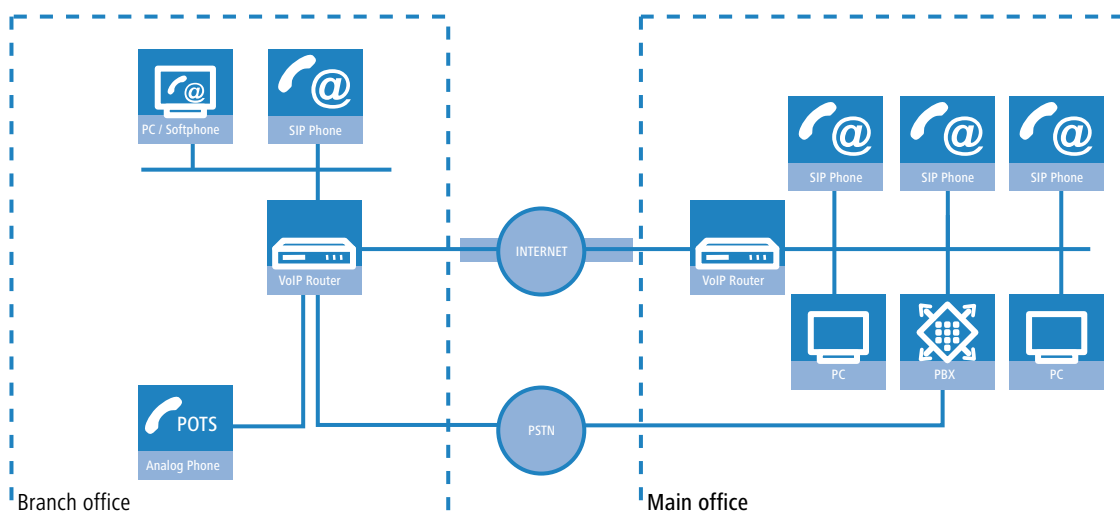 @
PC / Softphone
@
SIP Phone
@
SIP Phone
@
SIP Phone
@
SIP Phone
VoIP Router
INTERNET
VoIP Router
PC
PBX
PC
POTS
Analog Phone
PSTN
Branch office
Main office